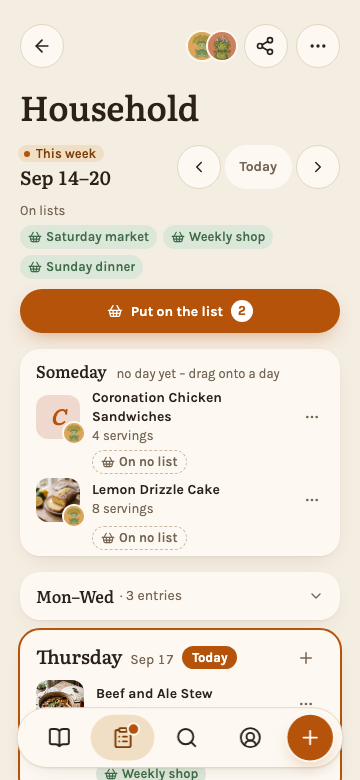 Household
This week
Sep 14–20
Today
On lists
Saturday market
Weekly shop
Sunday dinner
Put on the list 2
Someday no day yet – drag onto a day
C
Coronation Chicken
Sandwiches
4 servings
On no list
Lemon Drizzle Cake
8 servings
On no list
Mon–Wed · 3 entries
Thursday Sep 17 Today
Beef and Ale Stew
Weekly shop